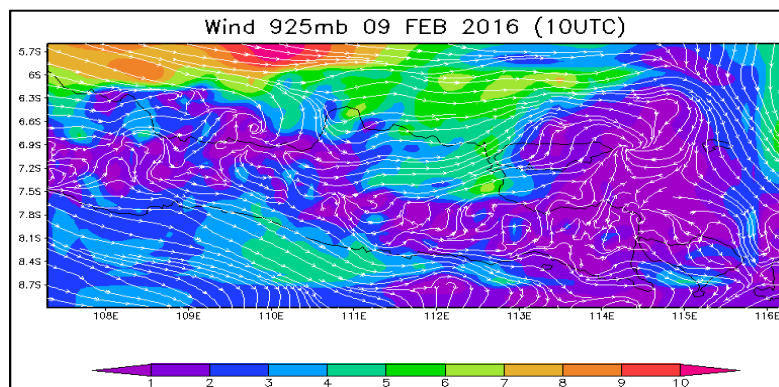 Wind 925mb 09 FEB 2016 (10UTC)
5.7S
6S
6.3S
6.6S
6.9S
7.2S
7.5S
7.8S
8.1S
8.4S
8.7S
108E 109E 110E 111E 112E 113E 114E 115E 116E
1 2 3 4 5 6 7 8 9 10